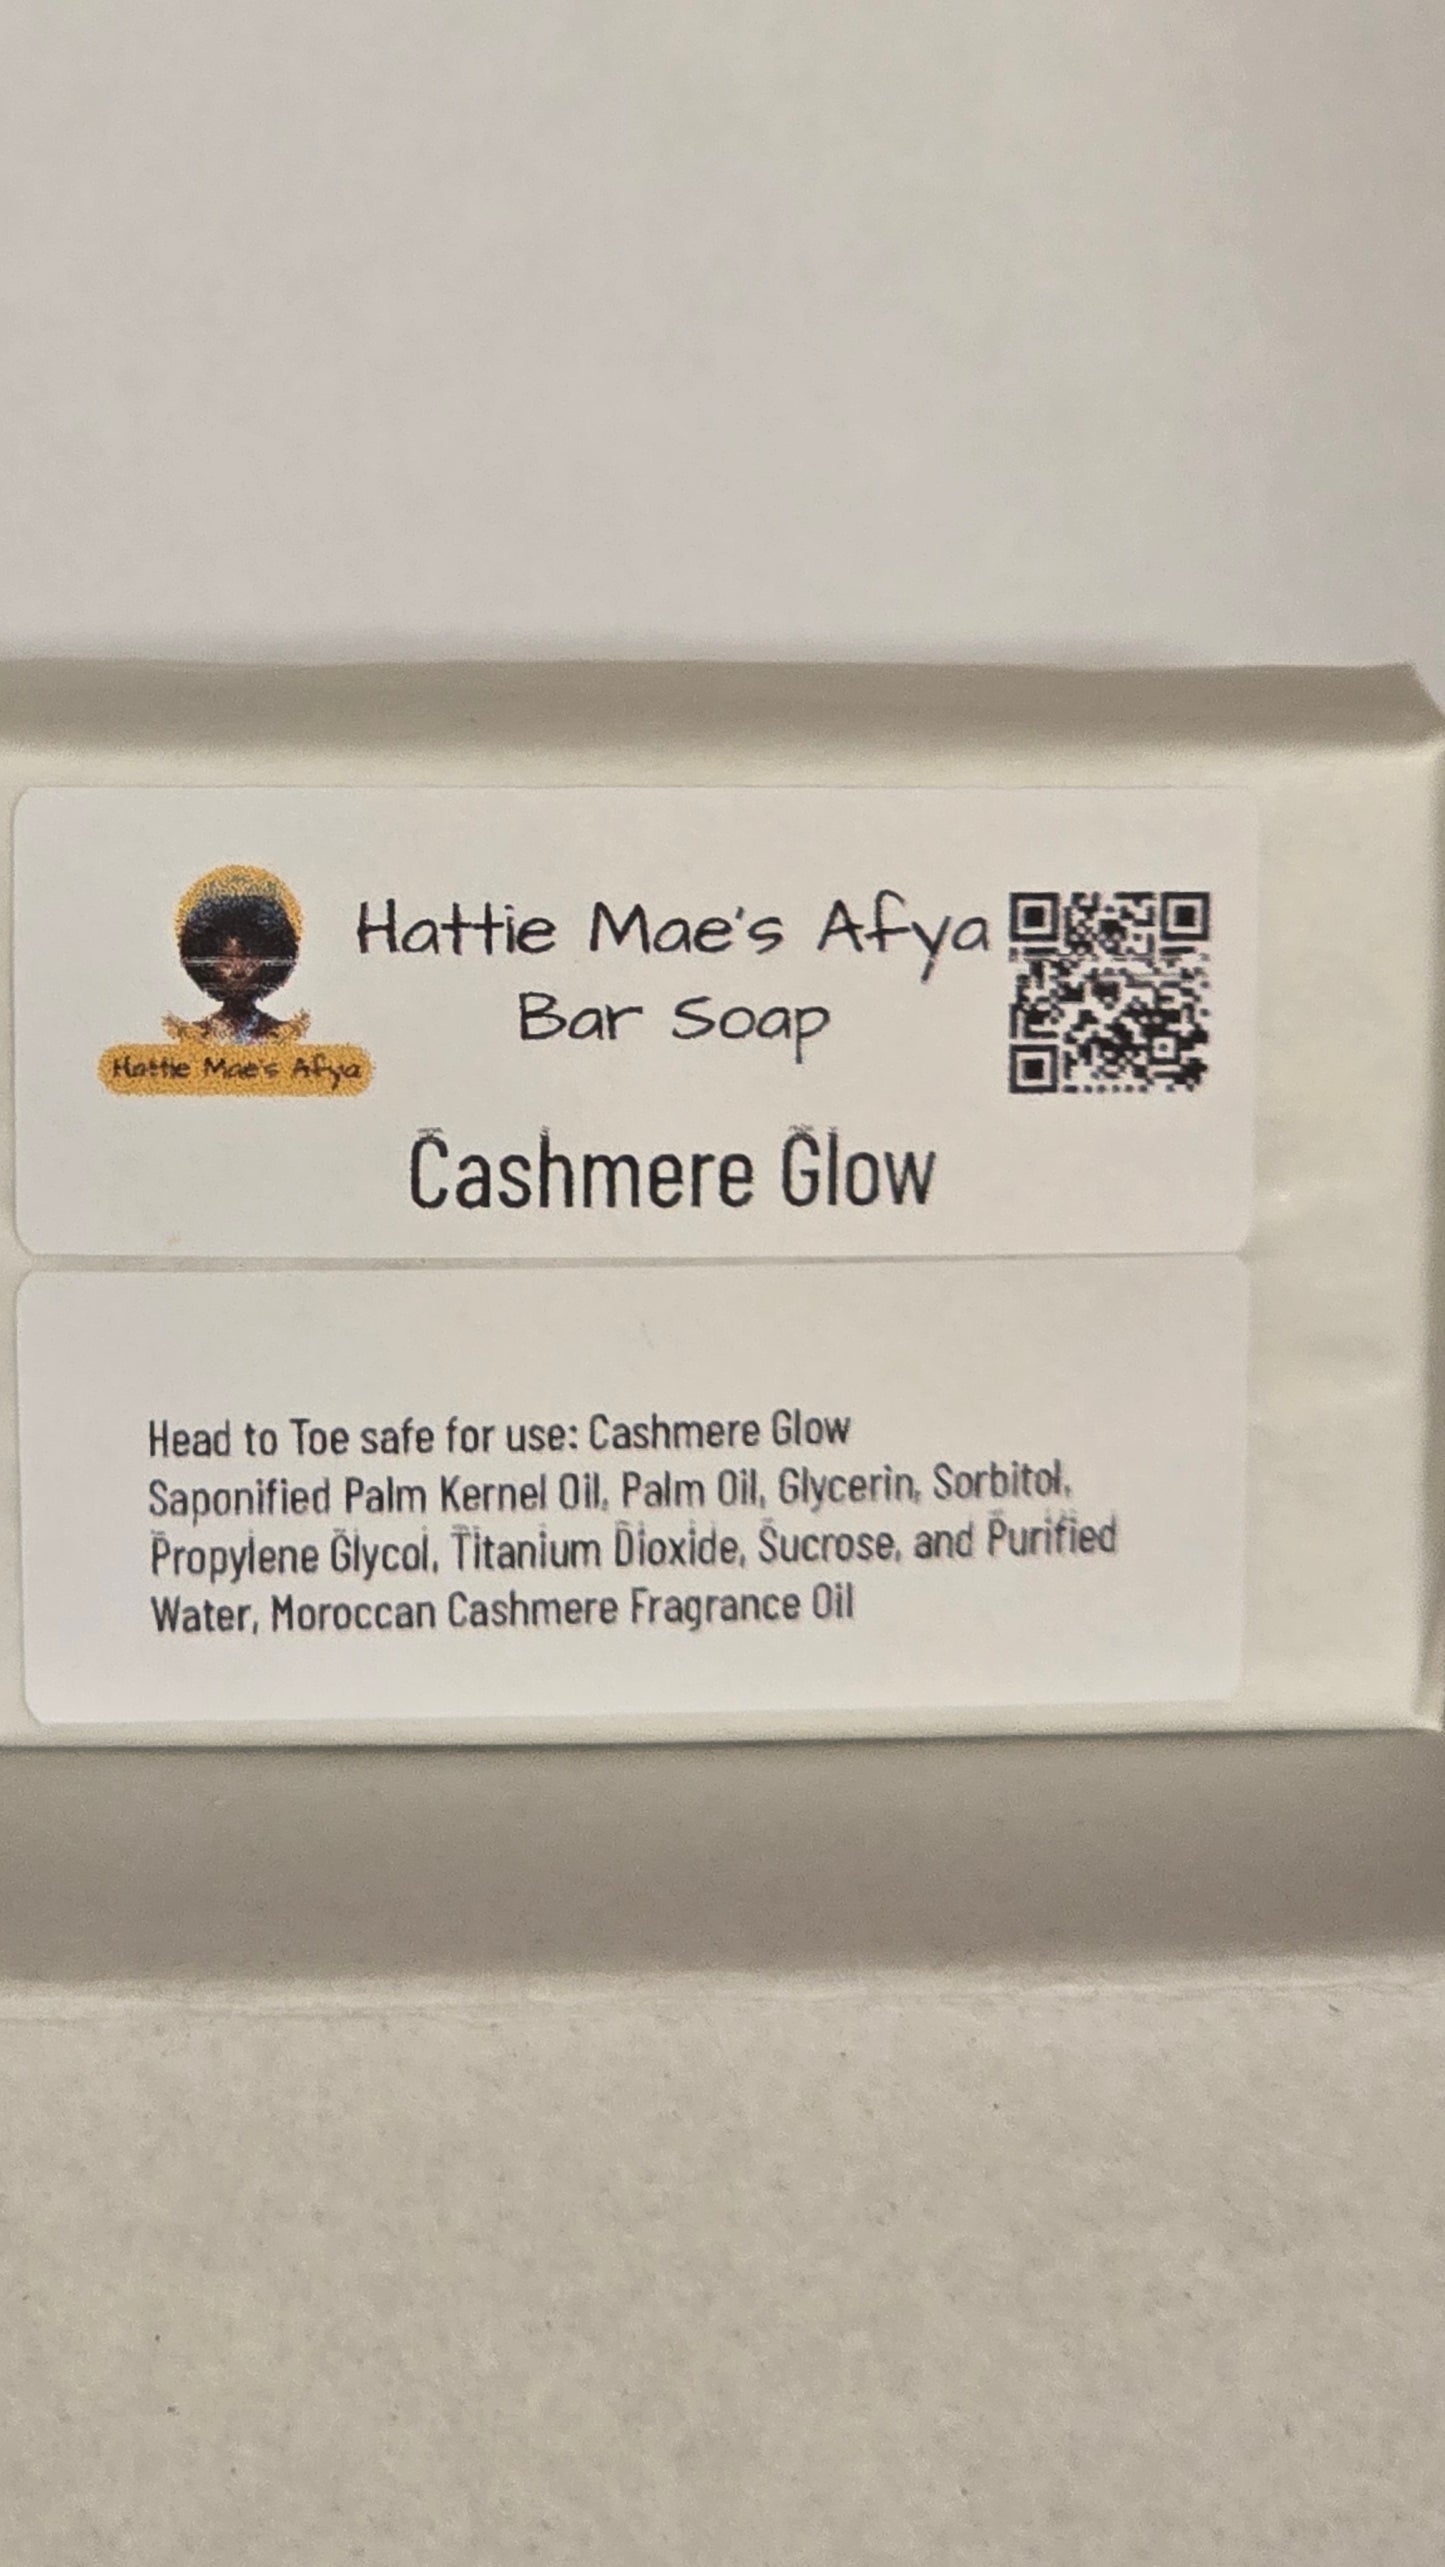 Hattie Mae's Afya
Bar Soap
Hattie Mae's Afya
Cashmere Glow
Head to Toe safe for use: Cashmere Glow
Saponified Palm Kernel Oil, Palm Oil, Glycerin, Sorbitol,
Propylene Glycol, Titanium Dioxide, Sucrose, and Purified
Water, Moroccan Cashmere Fragrance Oil